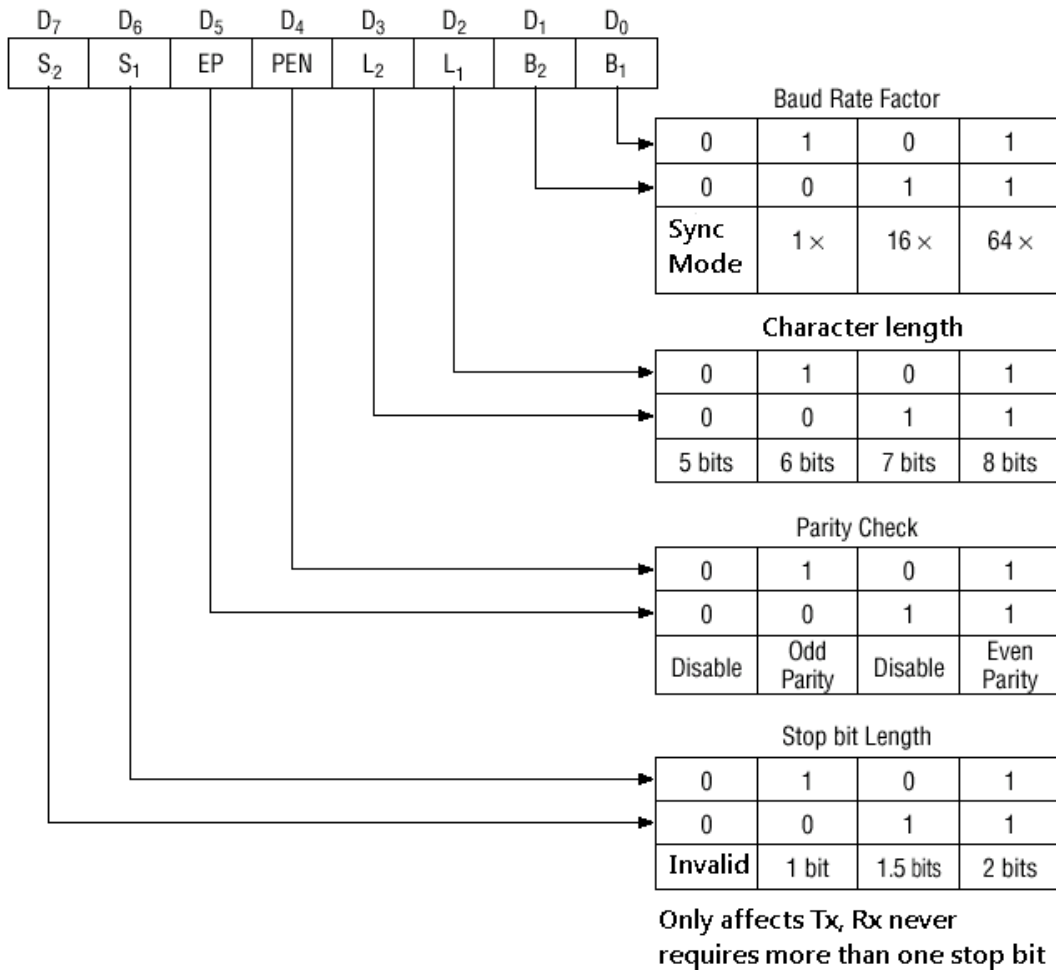 D7 D6 D5 D4 D3 D2 D1 D0
S2 S1 EP PEN L2 L1 B2 B1
Baud Rate Factor
0 1 0 1
0 0 1 1
Sync Mode 1 × 16 × 64 ×
Character length
0 1 0 1
0 0 1 1
5 bits 6 bits 7 bits 8 bits
Parity Check
0 1 0 1
0 0 1 1
Disable Odd Parity Disable Even Parity
Stop bit Length
0 1 0 1
0 0 1 1
Invalid 1 bit 1.5 bits 2 bits
Only affects Tx, Rx never
requires more than one stop bit